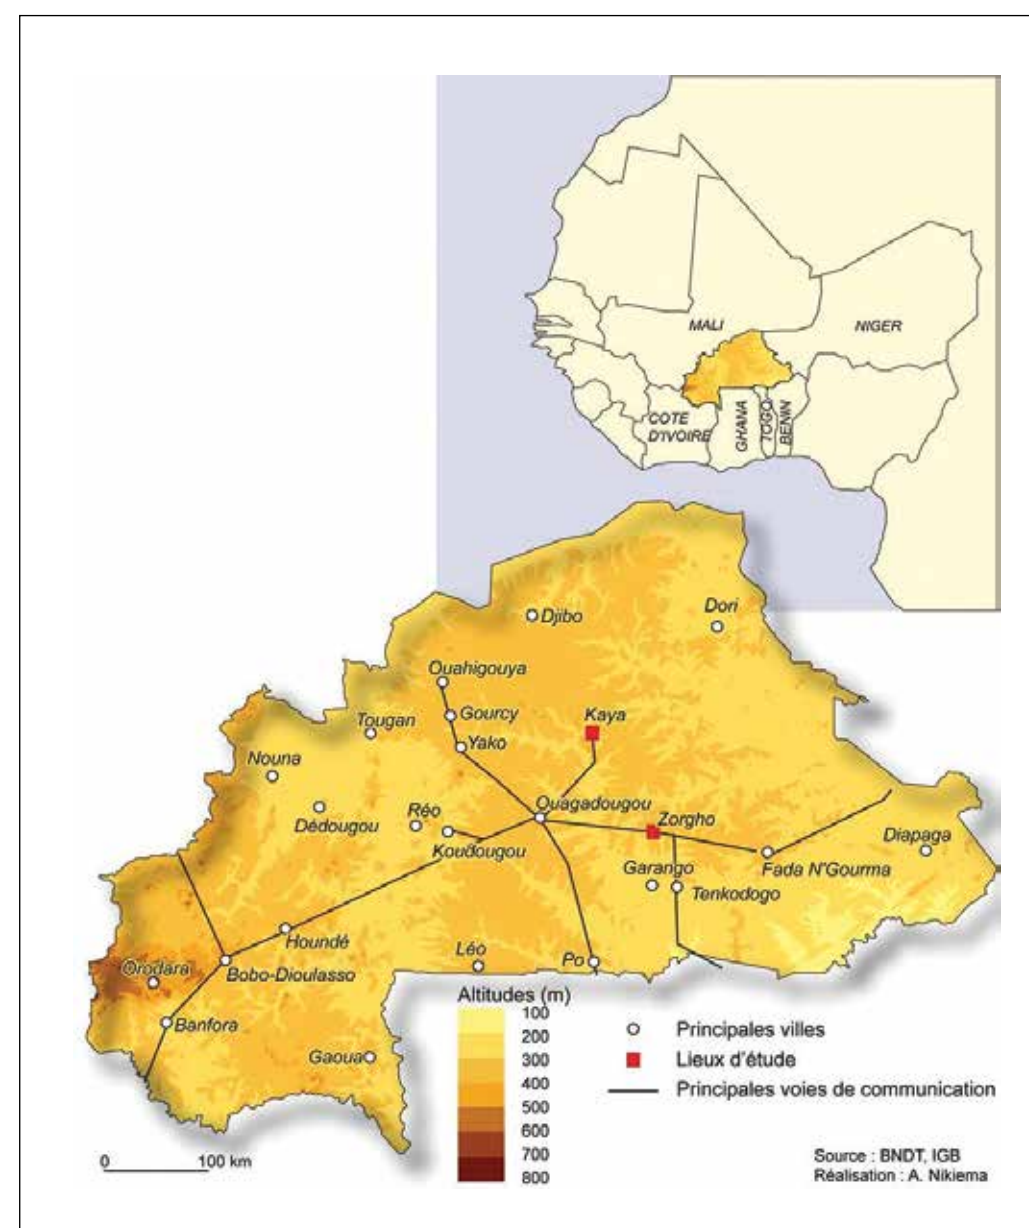 MALI
NIGER
COTE
D'IVOIRE
GHANA
TOGO
BENIN
Djibo
Dori
Ouahigouya
Gourcy
Kaya
Tougan
Yako
Nouna
Ouagadougou
Zorgho
Dédougou
Réo
Koudougou
Diapaga
Fada N'Gourma
Garango
Tenkodogo
Houndé
Léo
Po
Orodara
Bobo-Dioulasso
Banfora
Gaoua
Altitudes (m)
100
200
300
400
500
600
700
800
Principales villes
Lieux d'étude
Principales voies de communication
0 100 km
Source : BNDT, IGB
Réalisation : A. Nikiema